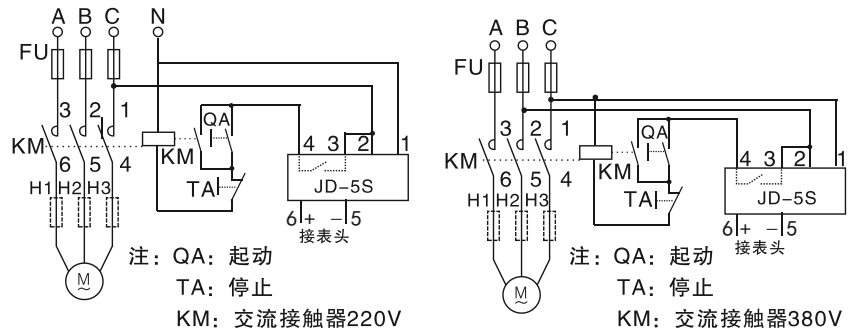 A B C N
FU
3 2 1
KM
KM
QA
4 3 2 1
6 5 4
H1 H2 H3
TA
JD-5S
6 + − 5
接表头
M
注：QA：起动
TA：停止
KM：交流接触器220V
A B C
FU
3 2 1
KM
KM
QA
4 3 2 1
6 5 4
H1 H2 H3
TA
JD-5S
6 + − 5
接表头
M
注：QA：起动
TA：停止
KM：交流接触器380V